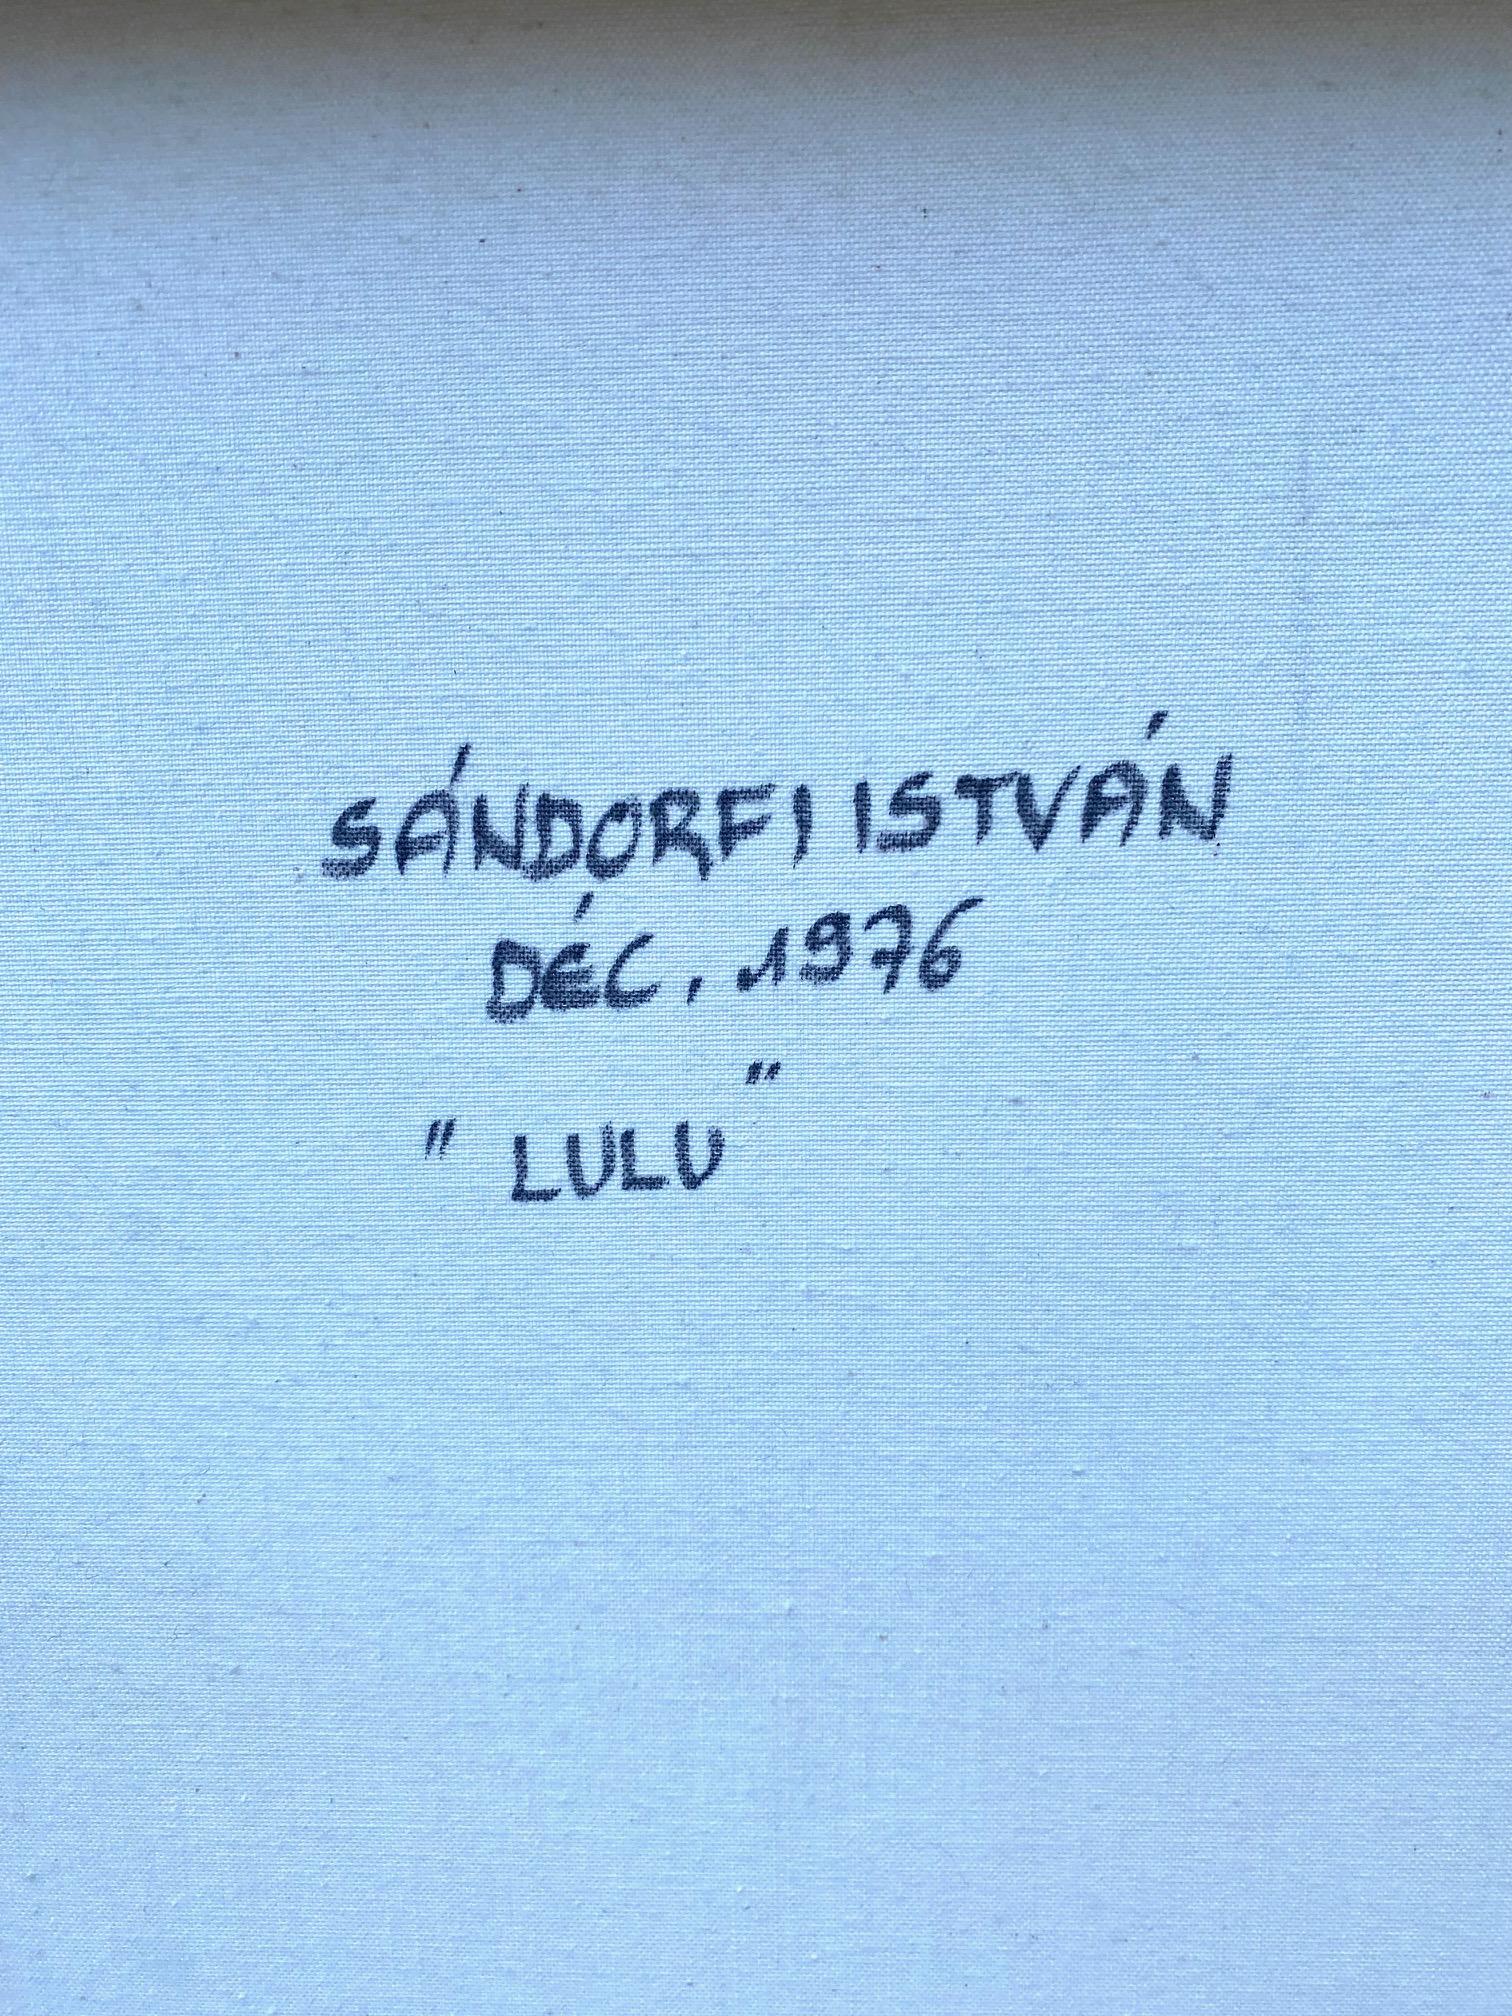 SÁNDORFI ISTVÁN
DÉC. 1976
" LULU "